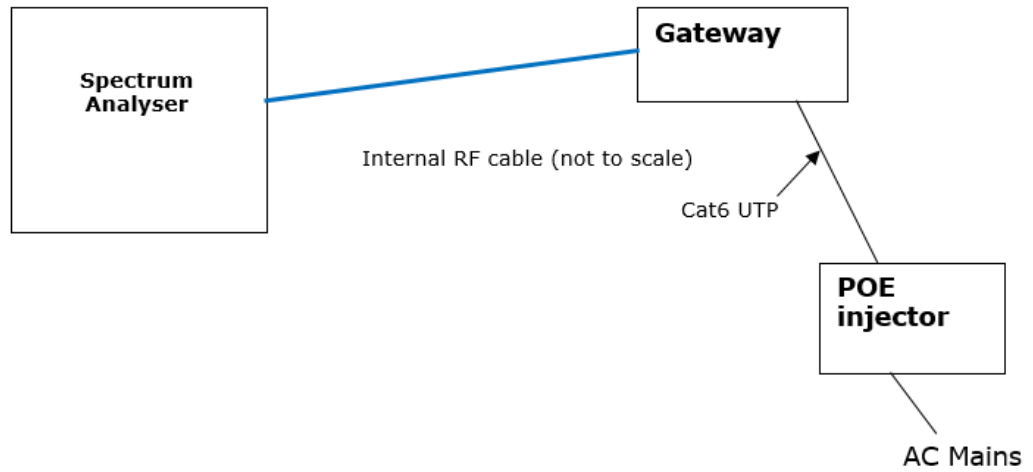 Gateway
Spectrum
Analyser
Internal RF cable (not to scale)
Cat6 UTP
POE
injector
AC Mains